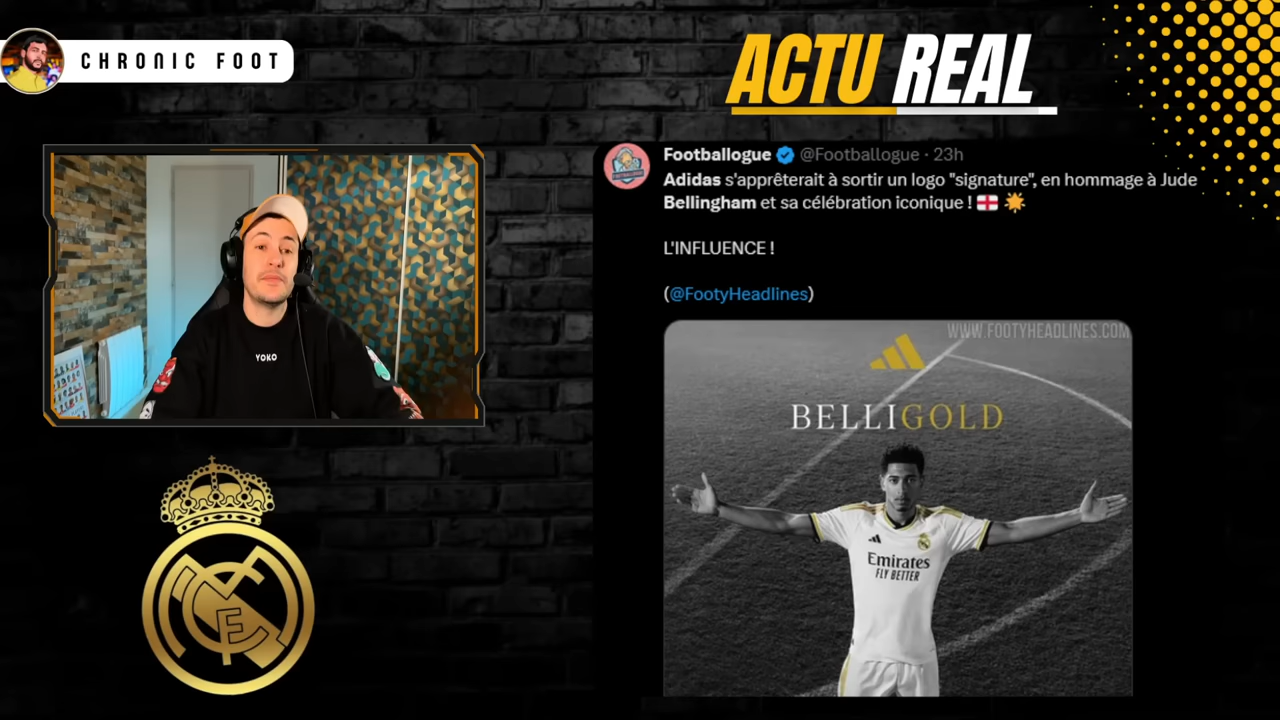 CHRONIC FOOT
ACTU REAL
Footballogue @Footballogue · 23h
Adidas s'apprêterait à sortir un logo "signature", en hommage à Jude
Bellingham et sa célébration iconique !
L'INFLUENCE !
(@FootyHeadlines)
WWW.FOOTYHEADLINES.COM
BELLIGOLD
Emirates
FLY BETTER
YOKO